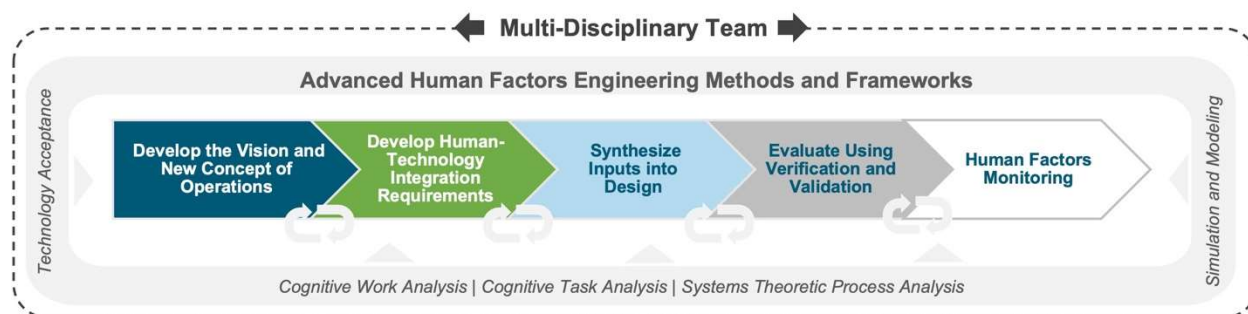 Multi-Disciplinary Team
Advanced Human Factors Engineering Methods and Frameworks
Technology Acceptance
Develop the Vision and
New Concept of
Operations
Develop Human-
Technology
Integration
Requirements
Synthesize
Inputs into
Design
Evaluate Using
Verification and
Validation
Human Factors
Monitoring
Simulation and Modeling
Cognitive Work Analysis | Cognitive Task Analysis | Systems Theoretic Process Analysis